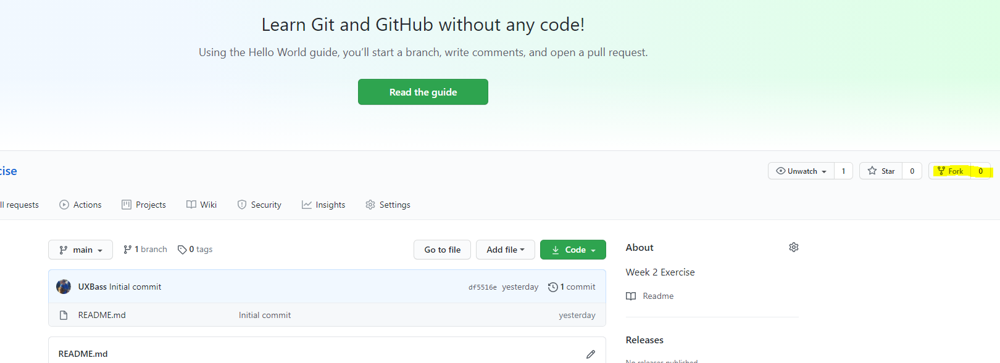 Learn Git and GitHub without any code!
Using the Hello World guide, you’ll start a branch, write comments, and open a pull request.
Read the guide
cise
Unwatch 1 Star 0 Fork 0
ll requests Actions Projects Wiki Security Insights Settings
main 1 branch 0 tags Go to file Add file Code
About
Week 2 Exercise
UXBass Initial commit df5516e yesterday 1 commit
Readme
README.md Initial commit yesterday
Releases
README.md
No releases published